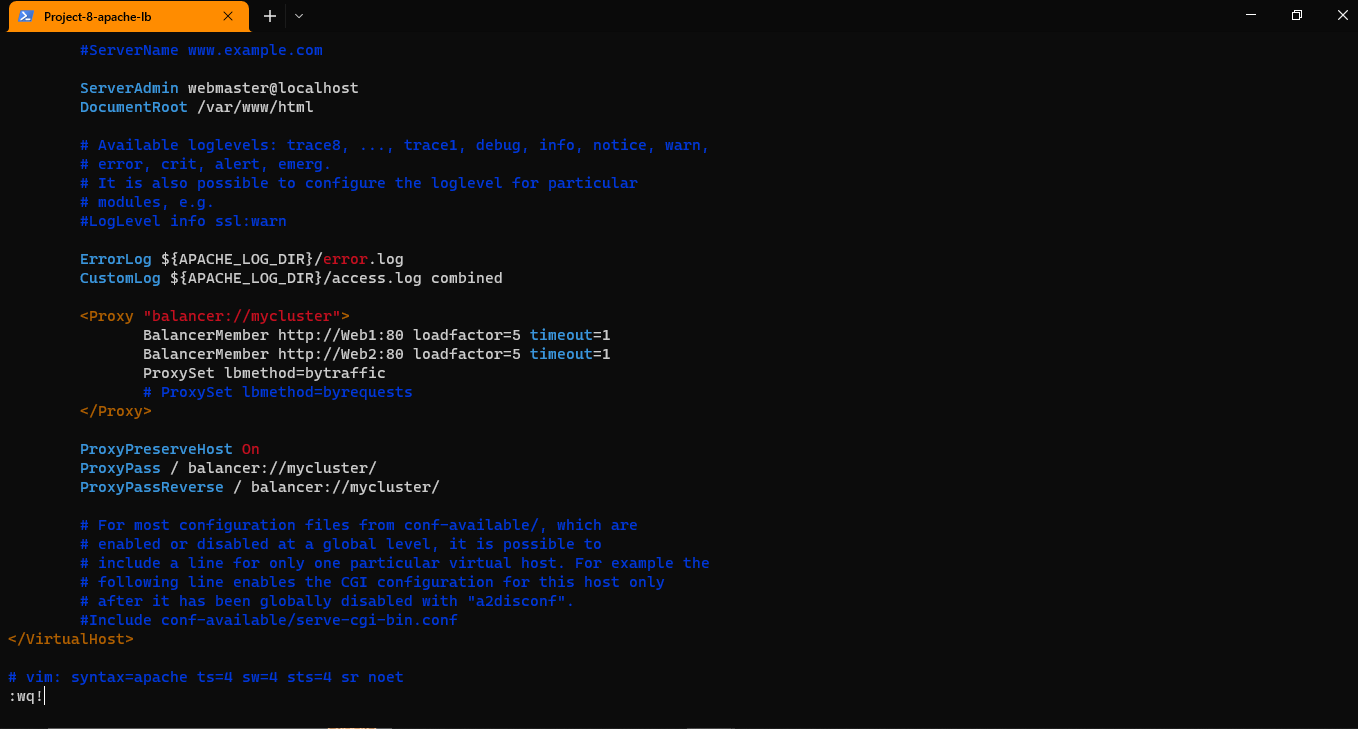 Project-8-apache-lb
#ServerName www.example.com
ServerAdmin webmaster@localhost
DocumentRoot /var/www/html
# Available loglevels: trace8, ..., trace1, debug, info, notice, warn,
# error, crit, alert, emerg.
# It is also possible to configure the loglevel for particular
# modules, e.g.
#LogLevel info ssl:warn
ErrorLog ${APACHE_LOG_DIR}/error.log
CustomLog ${APACHE_LOG_DIR}/access.log combined
<Proxy "balancer://mycluster">
BalancerMember http://Web1:80 loadfactor=5 timeout=1
BalancerMember http://Web2:80 loadfactor=5 timeout=1
ProxySet lbmethod=bytraffic
# ProxySet lbmethod=byrequests
</Proxy>
ProxyPreserveHost On
ProxyPass / balancer://mycluster/
ProxyPassReverse / balancer://mycluster/
# For most configuration files from conf-available/, which are
# enabled or disabled at a global level, it is possible to
# include a line for only one particular virtual host. For example the
# following line enables the CGI configuration for this host only
# after it has been globally disabled with "a2disconf".
#Include conf-available/serve-cgi-bin.conf
</VirtualHost>
# vim: syntax=apache ts=4 sw=4 sts=4 sr noet
:wq!